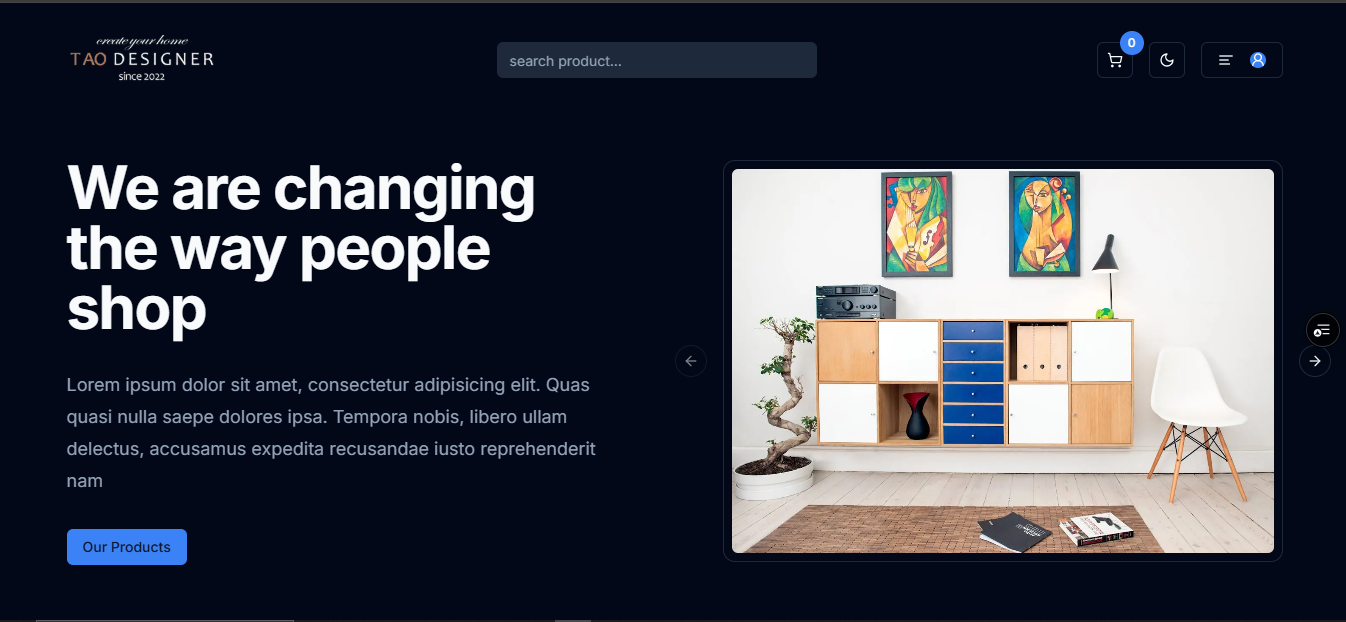 create your home
TAO DESIGNER
since 2022
search product...
0
We are changing
the way people
shop
Lorem ipsum dolor sit amet, consectetur adipisicing elit. Quas
quasi nulla saepe dolores ipsa. Tempora nobis, libero ullam
delectus, accusamus expedita recusandae iusto reprehenderit
nam
Our Products